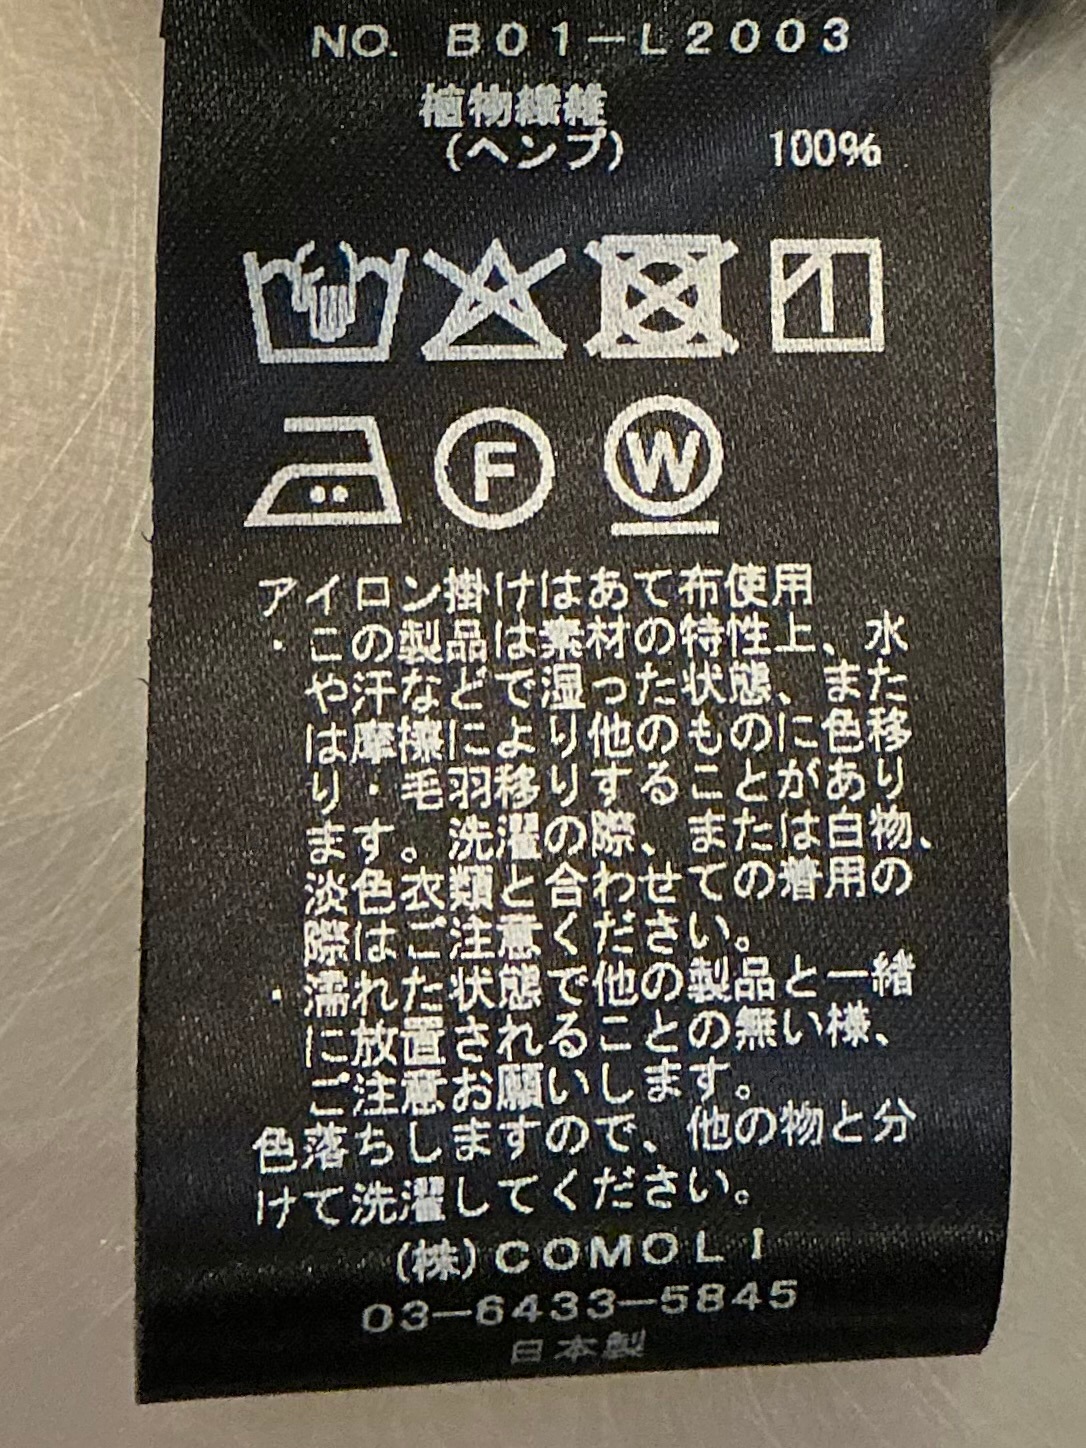 NO. B01-L2003
植物繊維
(ヘンプ) 100%
F W
アイロン掛けはあて布使用
・この製品は素材の特性上、水
や汗などで湿った状態、また
は摩擦により他のものに色移
り・毛羽移りすることがあり
ます。洗濯の際、または白物、
淡色衣類と合わせての着用の
際はご注意ください。
・濡れた状態で他の製品と一緒
に放置されることの無い様、
ご注意お願いします。
色落ちしますので、他の物と分
けて洗濯してください。
(株)COMOLI
03-6433-5845
日本製